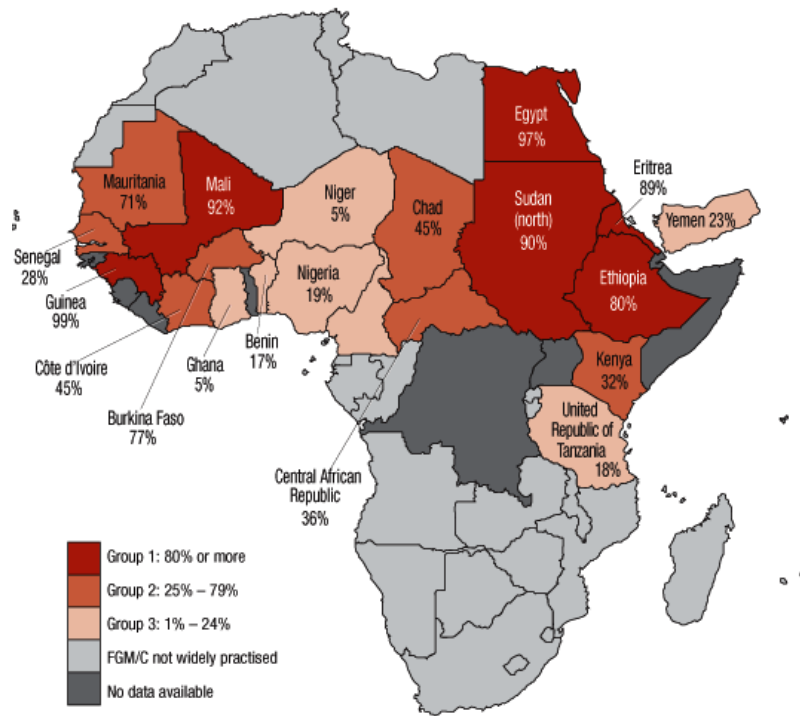 Egypt
97%
Eritrea
89%
Mauritania
71%
Mali
92%
Niger
5%
Chad
45%
Sudan
(north)
90%
Yemen 23%
Senegal
28%
Guinea
99%
Nigeria
19%
Ethiopia
80%
Côte d'Ivoire
45%
Burkina Faso
77%
Ghana
5%
Benin
17%
Kenya
32%
United
Republic of
Tanzania
18%
Central African
Republic
36%
Group 1: 80% or more
Group 2: 25% – 79%
Group 3: 1% – 24%
FGM/C not widely practised
No data available